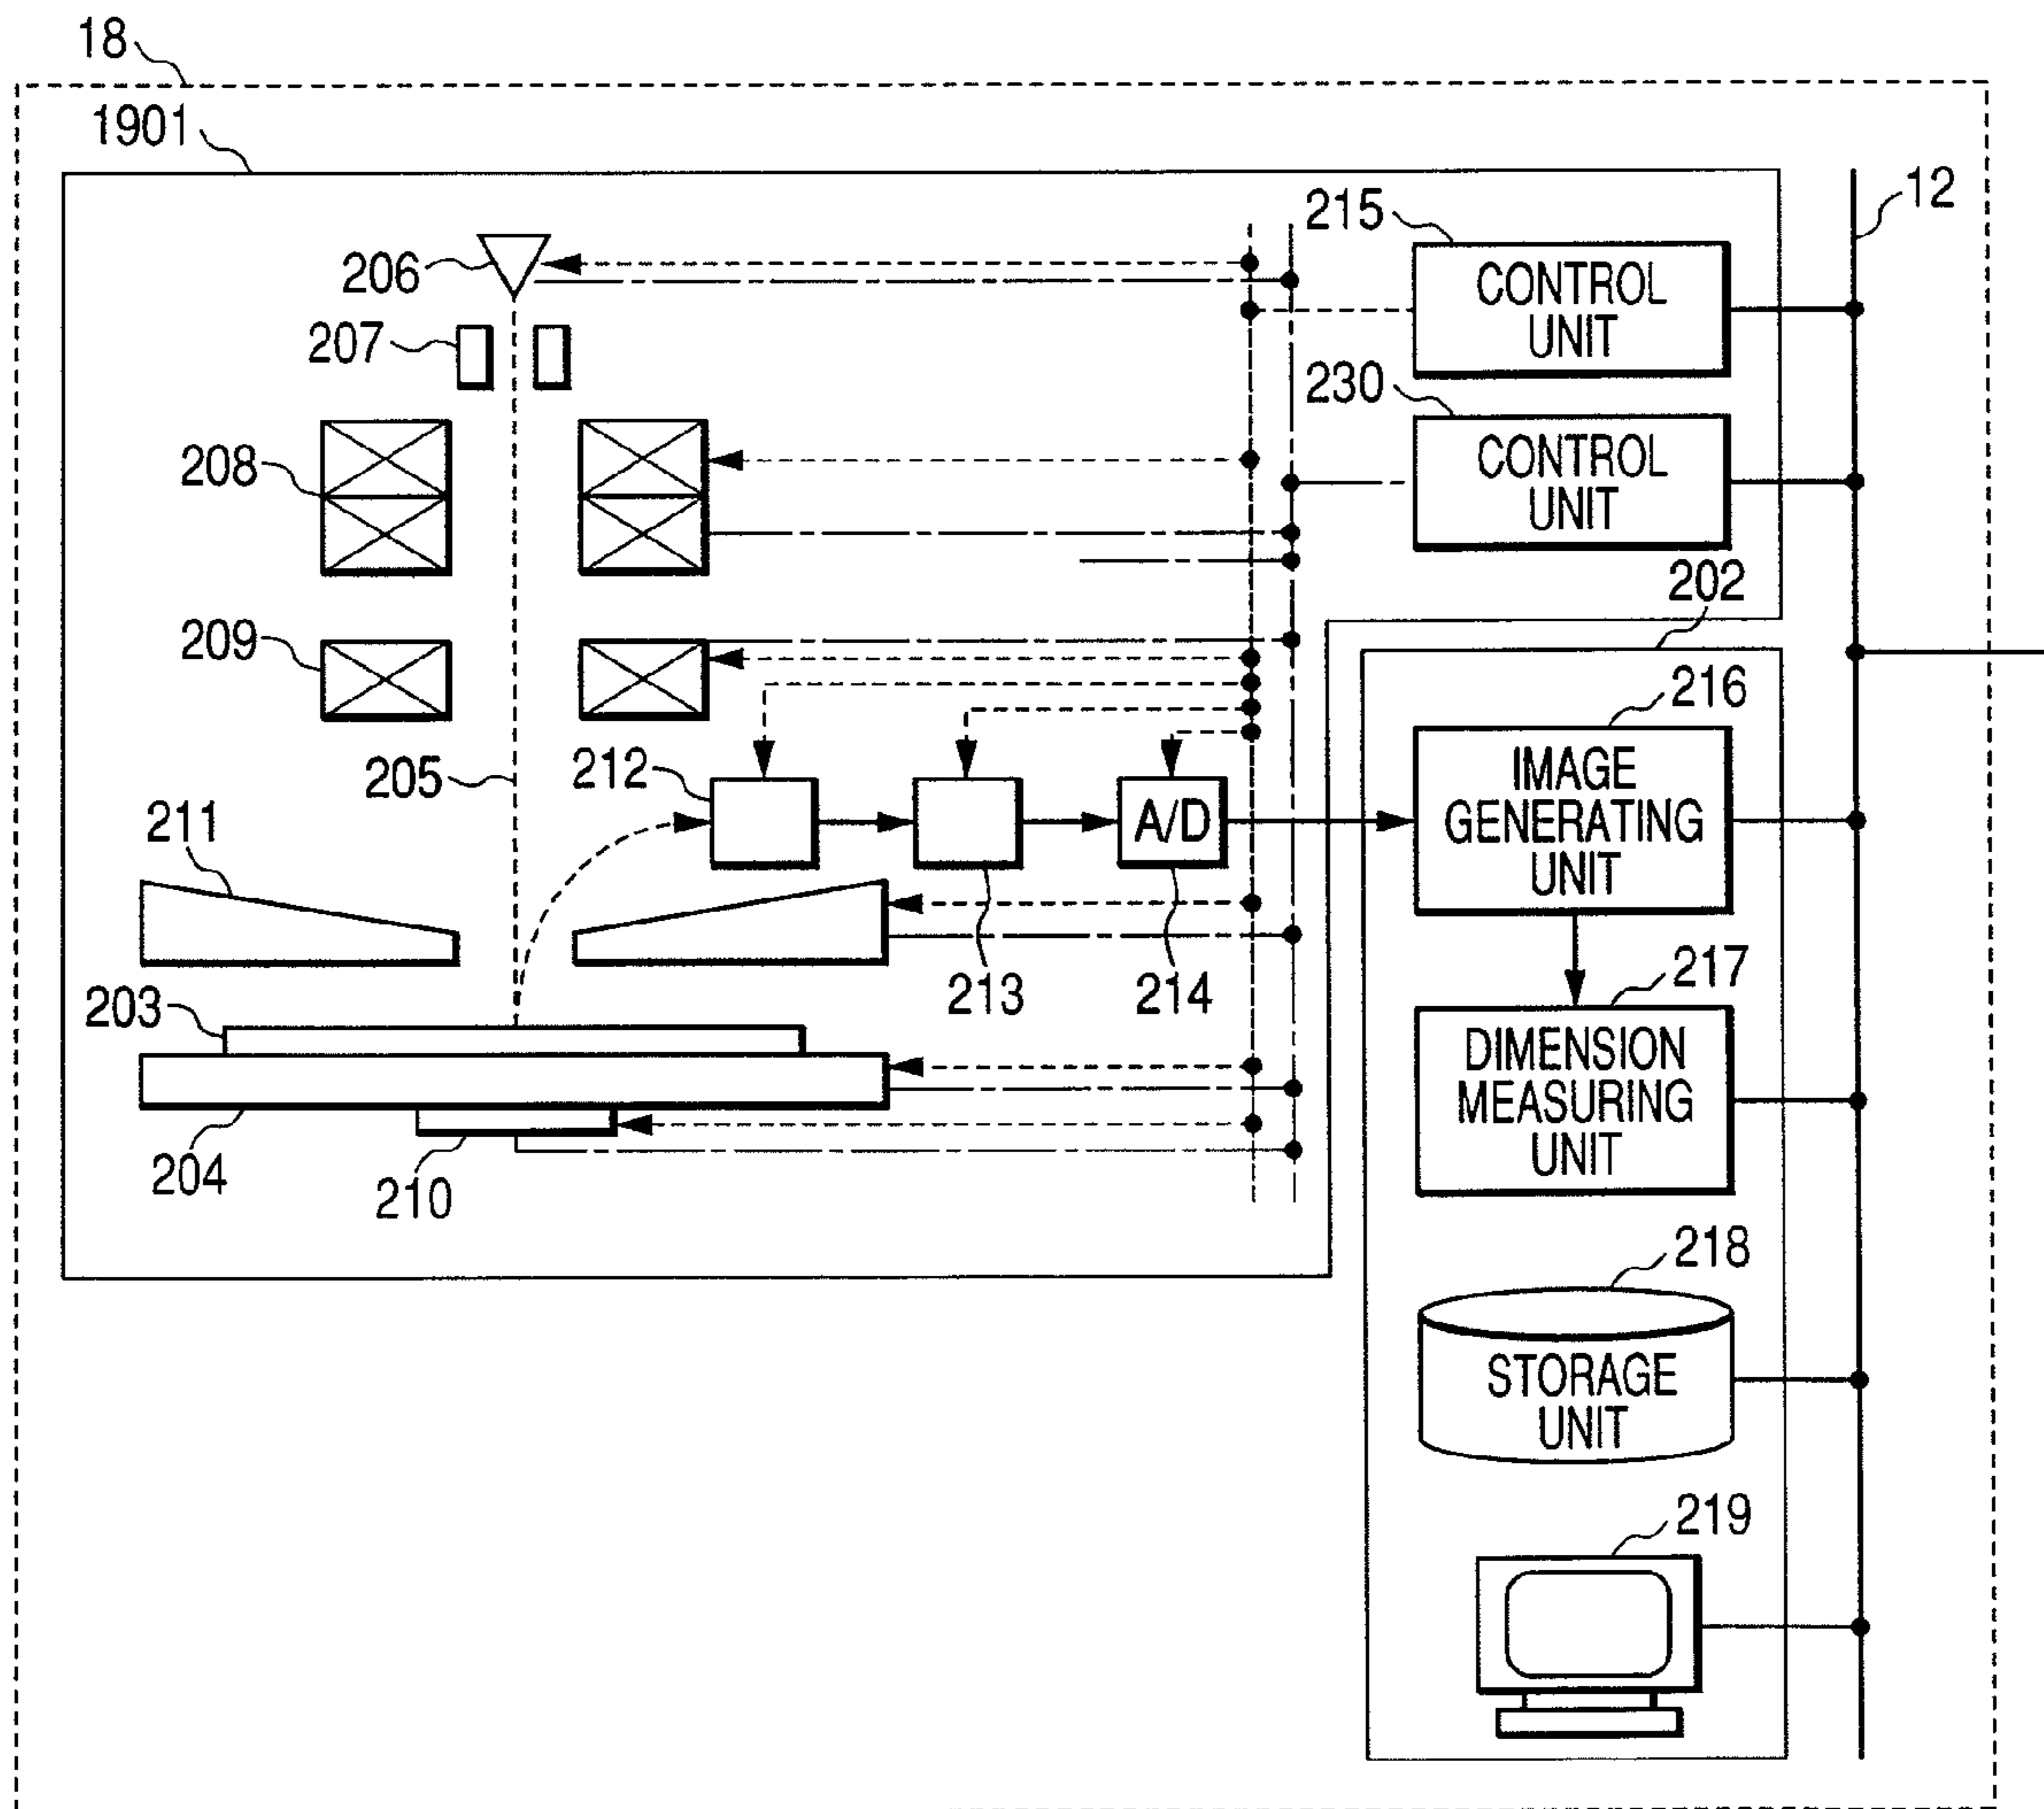 18
1901
12
215
206
CONTROL
UNIT
207
230
208
CONTROL
UNIT
202
209
216
212
205
IMAGE
GENERATING
UNIT
A/D
211
213
214
217
203
DIMENSION
MEASURING
UNIT
204
210
218
STORAGE
UNIT
219